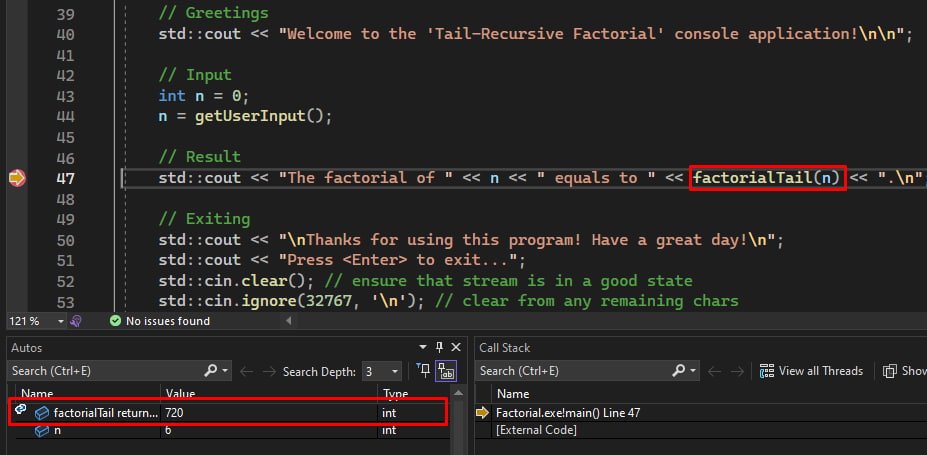 39 // Greetings
40 std::cout << "Welcome to the 'Tail-Recursive Factorial' console application!\n\n";
41
42 // Input
43 int n = 0;
44 n = getUserInput();
45
46 // Result
47 std::cout << "The factorial of " << n << " equals to " << factorialTail(n) << ".\n"
48
49 // Exiting
50 std::cout << "\nThanks for using this program! Have a great day!\n";
51 std::cout << "Press <Enter> to exit...";
52 std::cin.clear(); // ensure that stream is in a good state
53 std::cin.ignore(32767, '\n'); // clear from any remaining chars
121 % No issues found
Autos
Search (Ctrl+E) Search Depth: 3
Name Value Type
factorialTail return... 720 int
n 6 int
Call Stack
Search (Ctrl+E) View all Threads Show
Name
Factorial.exe!main() Line 47
[External Code]